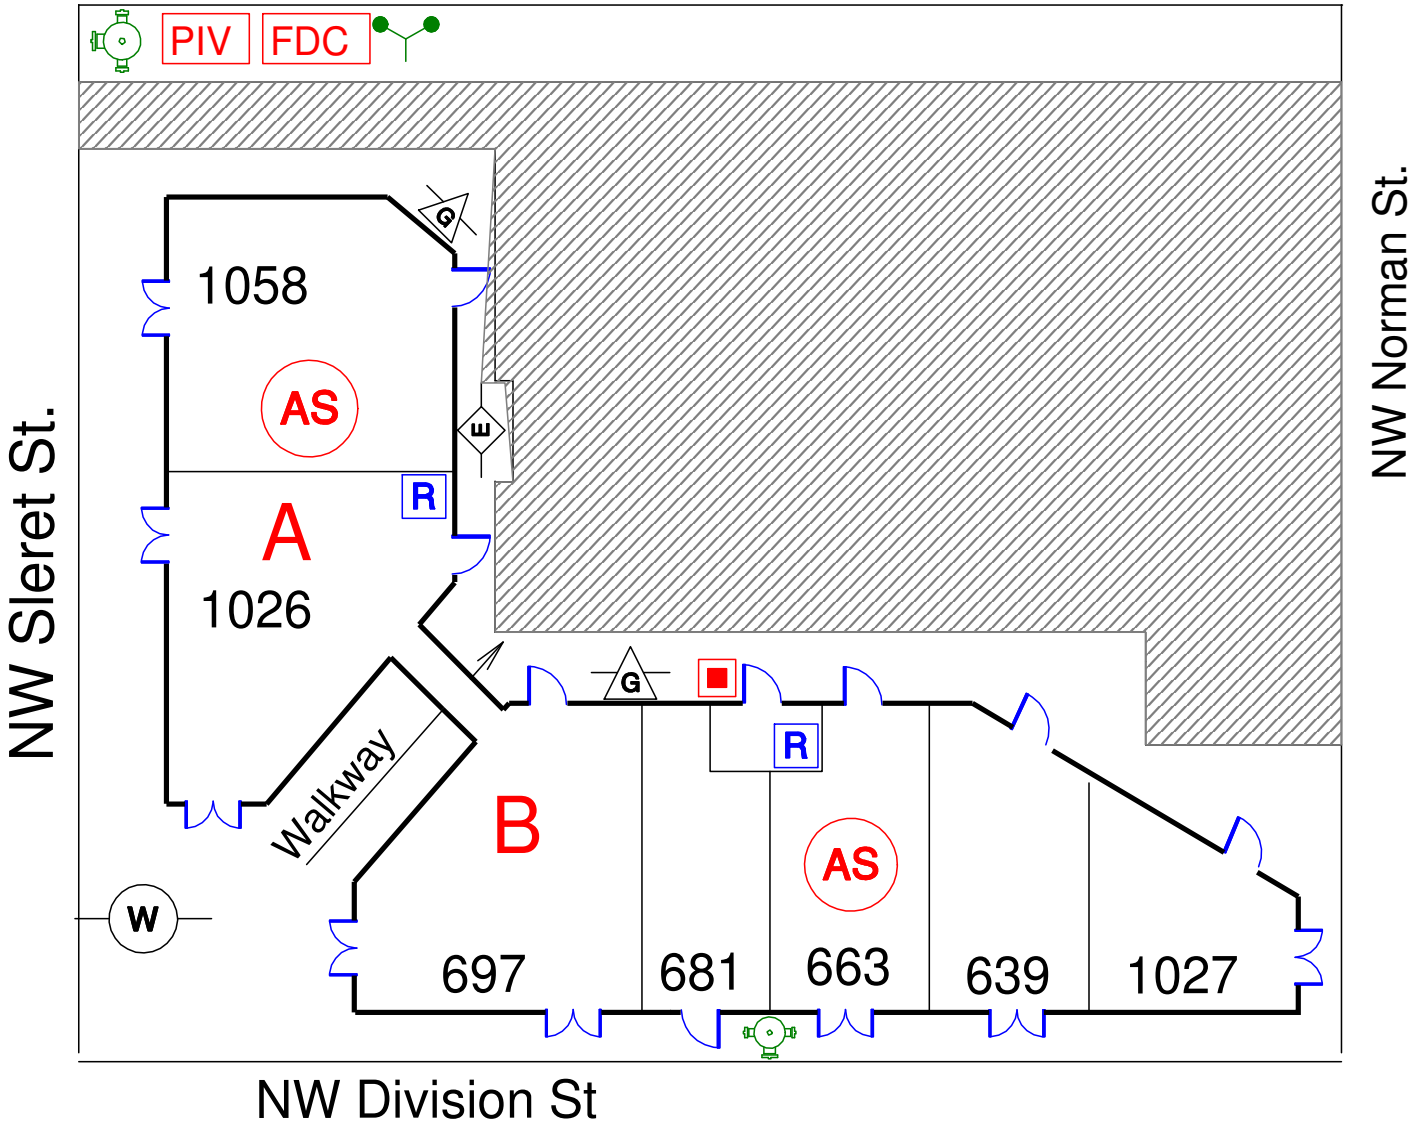 PIV
FDC
G
1058
NW Norman St.
AS
E
NW Sleret St.
R
A
1026
G
R
Walkway
B
AS
W
697
681
663
639
1027
NW Division St